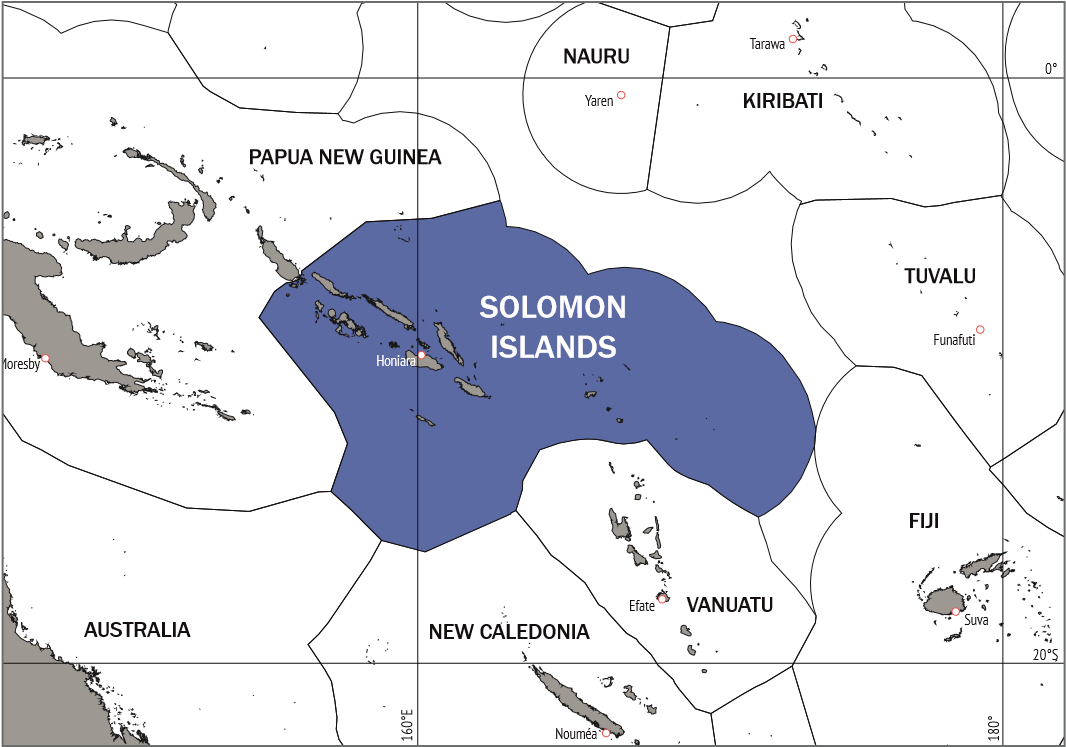 Tarawa
NAURU
0°
Yaren
KIRIBATI
PAPUA NEW GUINEA
TUVALU
SOLOMON
ISLANDS
Funafuti
Honiara
Moresby
FIJI
Efate
VANUATU
Suva
AUSTRALIA
NEW CALEDONIA
20°S
160°E
180°
Nouméa